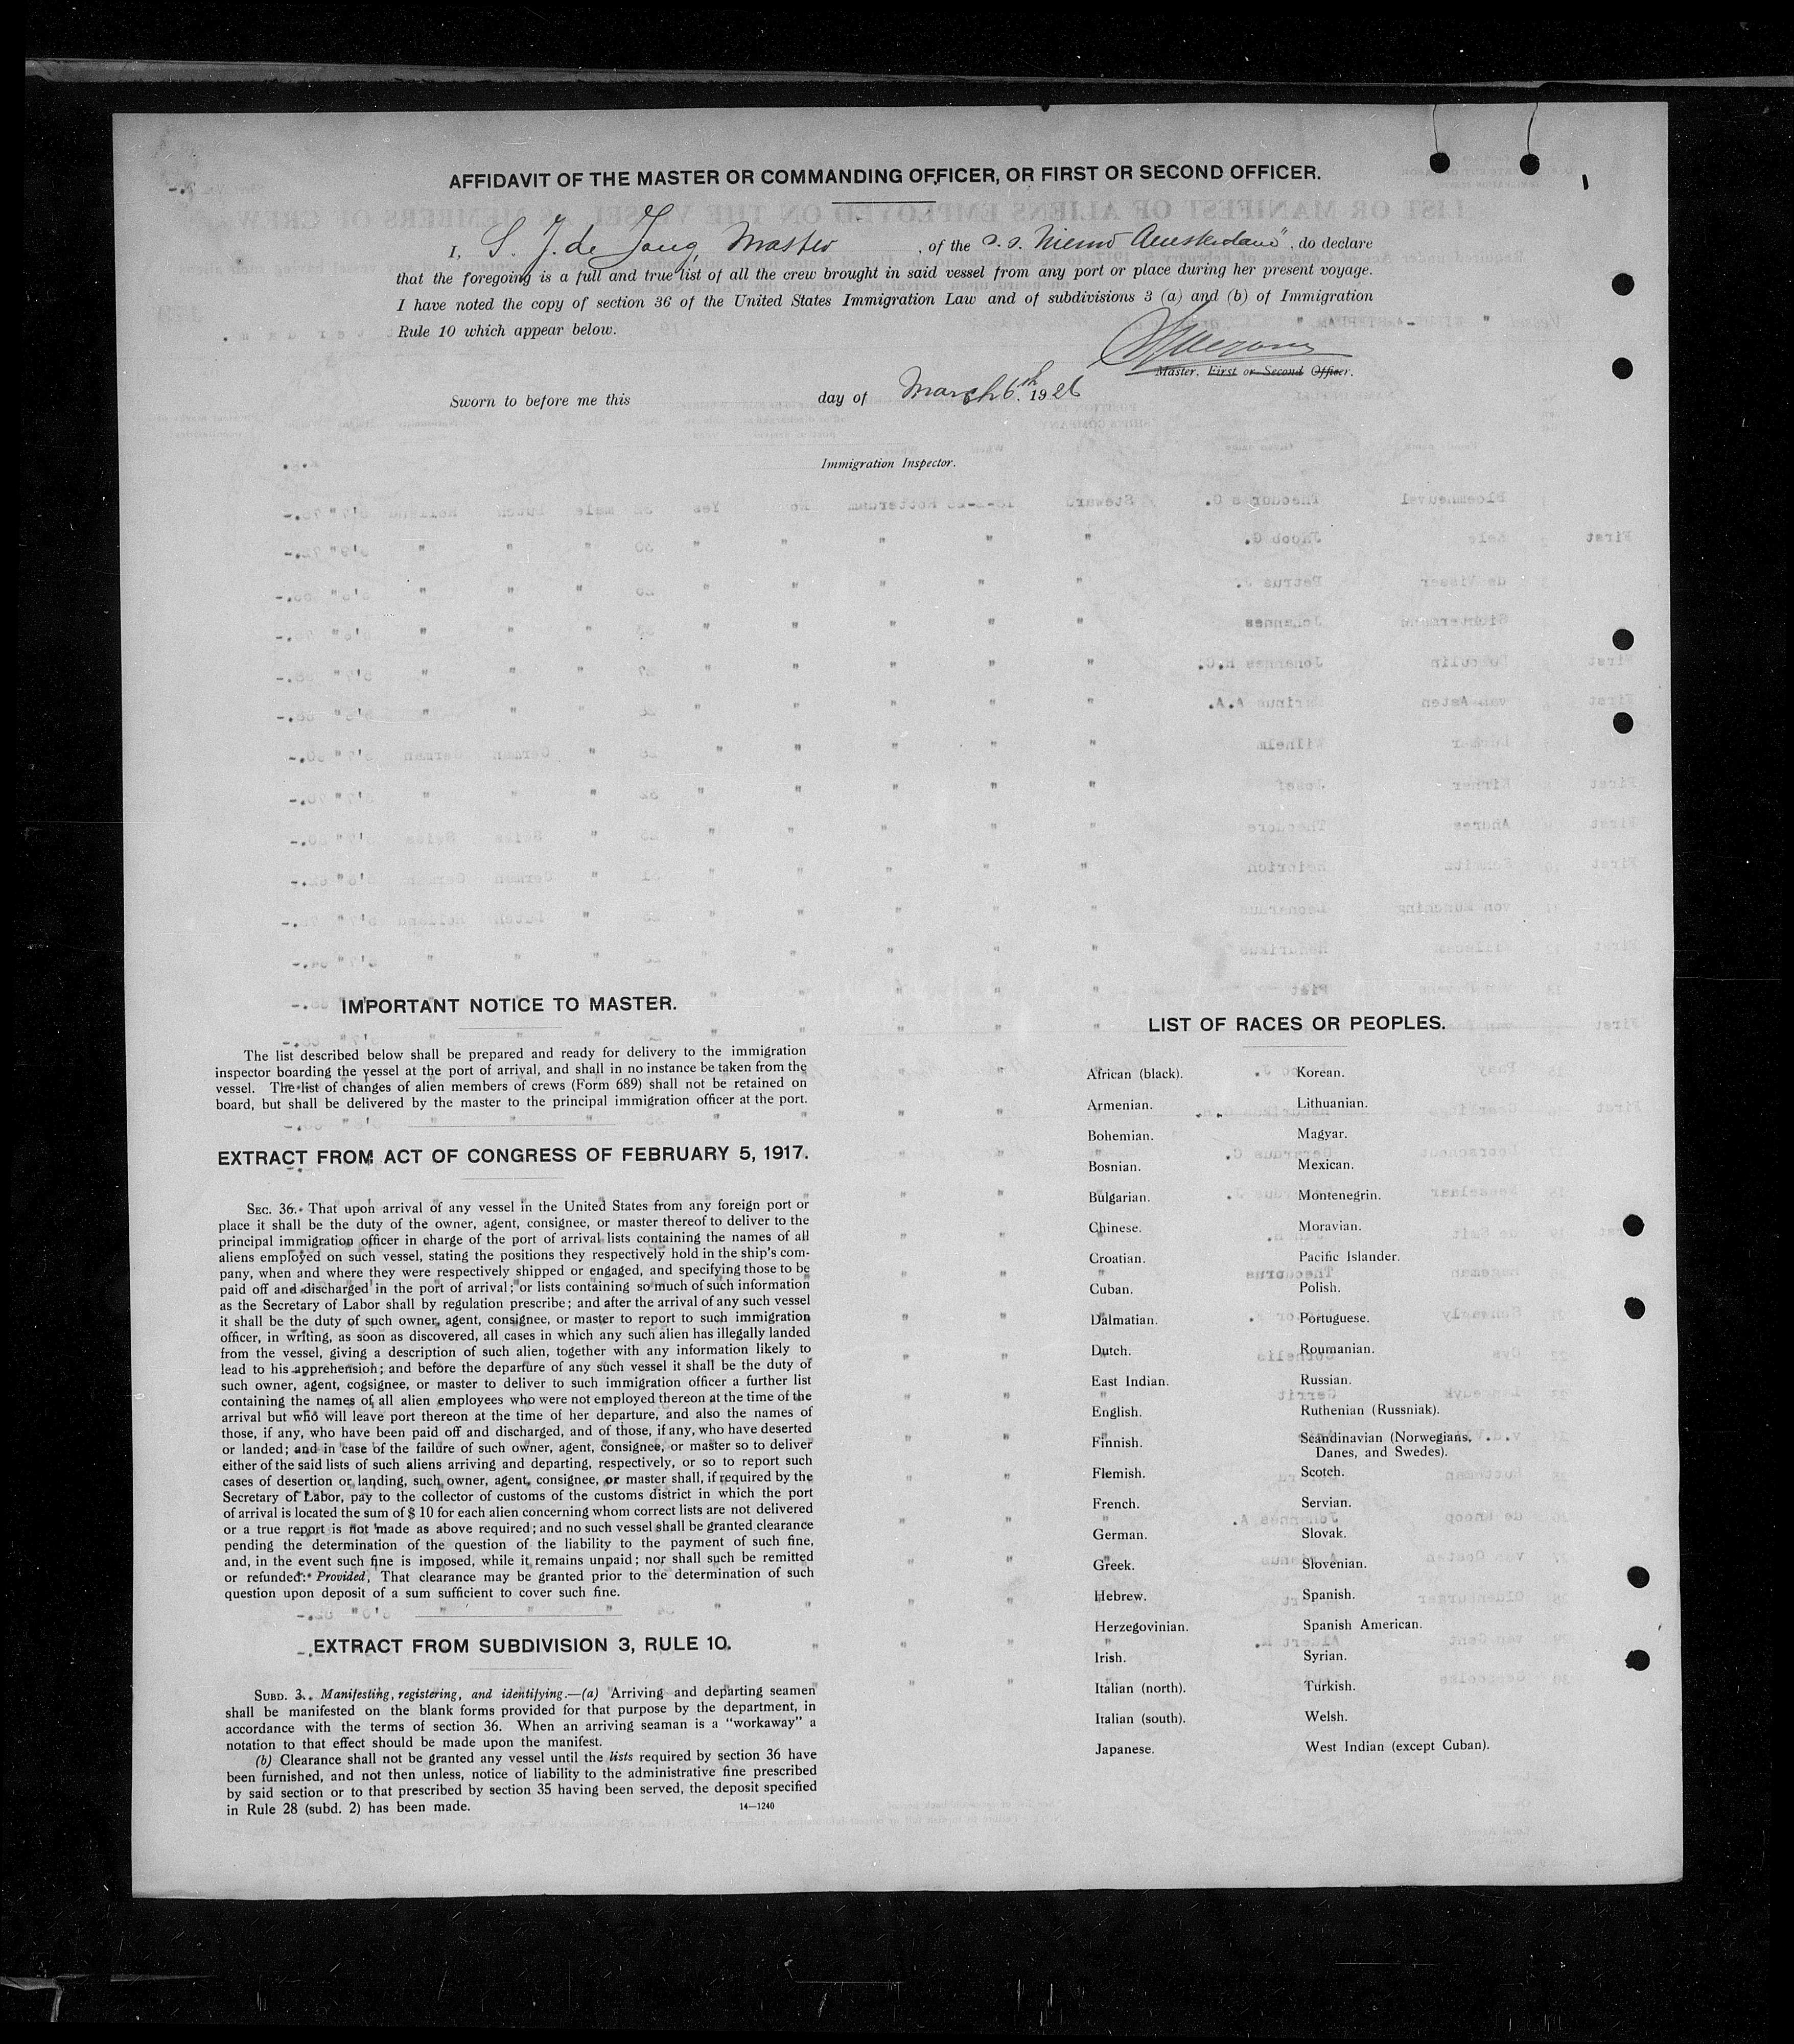 AFFIDAVIT OF THE MASTER OR COMMANDING OFFICER, OR FIRST OR SECOND OFFICER.
I, S. J. de Jong, Master, of the s.s. Nieuw Amsterdam", do declare
that the foregoing is a full and true list of all the crew brought in said vessel from any port or place during her present voyage.
I have noted the copy of section 36 of the United States Immigration Law and of subdivisions 3 (a) and (b) of Immigration
Rule 10 which appear below.
Master, First or Second Officer.
Sworn to before me this day of March 6th. 1926
Immigration Inspector.
IMPORTANT NOTICE TO MASTER.
The list described below shall be prepared and ready for delivery to the immigration
inspector boarding the vessel at the port of arrival, and shall in no instance be taken from the
vessel. The list of changes of alien members of crews (Form 689) shall not be retained on
board, but shall be delivered by the master to the principal immigration officer at the port.
EXTRACT FROM ACT OF CONGRESS OF FEBRUARY 5, 1917.
SEC. 36. That upon arrival of any vessel in the United States from any foreign port or
place it shall be the duty of the owner, agent, consignee, or master thereof to deliver to the
principal immigration officer in charge of the port of arrival lists containing the names of all
aliens employed on such vessel, stating the positions they respectively hold in the ship's com-
pany, when and where they were respectively shipped or engaged, and specifying those to be
paid off and discharged in the port of arrival; or lists containing so much of such information
as the Secretary of Labor shall by regulation prescribe; and after the arrival of any such vessel
it shall be the duty of such owner, agent, consignee, or master to report to such immigration
officer, in writing, as soon as discovered, all cases in which any such alien has illegally landed
from the vessel, giving a description of such alien, together with any information likely to
lead to his apprehension; and before the departure of any such vessel it shall be the duty of
such owner, agent, cogsignee, or master to deliver to such immigration officer a further list
containing the names of all alien employees who were not employed thereon at the time of the
arrival but who will leave port thereon at the time of her departure, and also the names of
those, if any, who have been paid off and discharged, and of those, if any, who have deserted
or landed; and in case of the failure of such owner, agent, consignee, or master so to deliver
either of the said lists of such aliens arriving and departing, respectively, or so to report such
cases of desertion or landing, such owner, agent, consignee, or master shall, if required by the
Secretary of Labor, pay to the collector of customs of the customs district in which the port
of arrival is located the sum of $ 10 for each alien concerning whom correct lists are not delivered
or a true report is not made as above required; and no such vessel shall be granted clearance
pending the determination of the question of the liability to the payment of such fine,
and, in the event such fine is imposed, while it remains unpaid; nor shall such be remitted
or refunded: Provided, That clearance may be granted prior to the determination of such
question upon deposit of a sum sufficient to cover such fine.
EXTRACT FROM SUBDIVISION 3, RULE 10.
SUBD. 3. Manifesting, registering, and identifying.—(a) Arriving and departing seamen
shall be manifested on the blank forms provided for that purpose by the department, in
accordance with the terms of section 36. When an arriving seaman is a "workaway" a
notation to that effect should be made upon the manifest.
(b) Clearance shall not be granted any vessel until the lists required by section 36 have
been furnished, and not then unless, notice of liability to the administrative fine prescribed
by said section or to that prescribed by section 35 having been served, the deposit specified
in Rule 28 (subd. 2) has been made.
14—1240
LIST OF RACES OR PEOPLES.
African (black).
Armenian.
Bohemian.
Bosnian.
Bulgarian.
Chinese.
Croatian.
Cuban.
Dalmatian.
Dutch.
East Indian.
English.
Finnish.
Flemish.
French.
German.
Greek.
Hebrew.
Herzegovinian.
Irish.
Italian (north).
Italian (south).
Japanese.
Korean.
Lithuanian.
Magyar.
Mexican.
Montenegrin.
Moravian.
Pacific Islander.
Polish.
Portuguese.
Roumanian.
Russian.
Ruthenian (Russniak).
Scandinavian (Norwegians,
Danes, and Swedes).
Scotch.
Servian.
Slovak.
Slovenian.
Spanish.
Spanish American.
Syrian.
Turkish.
Welsh.
West Indian (except Cuban).